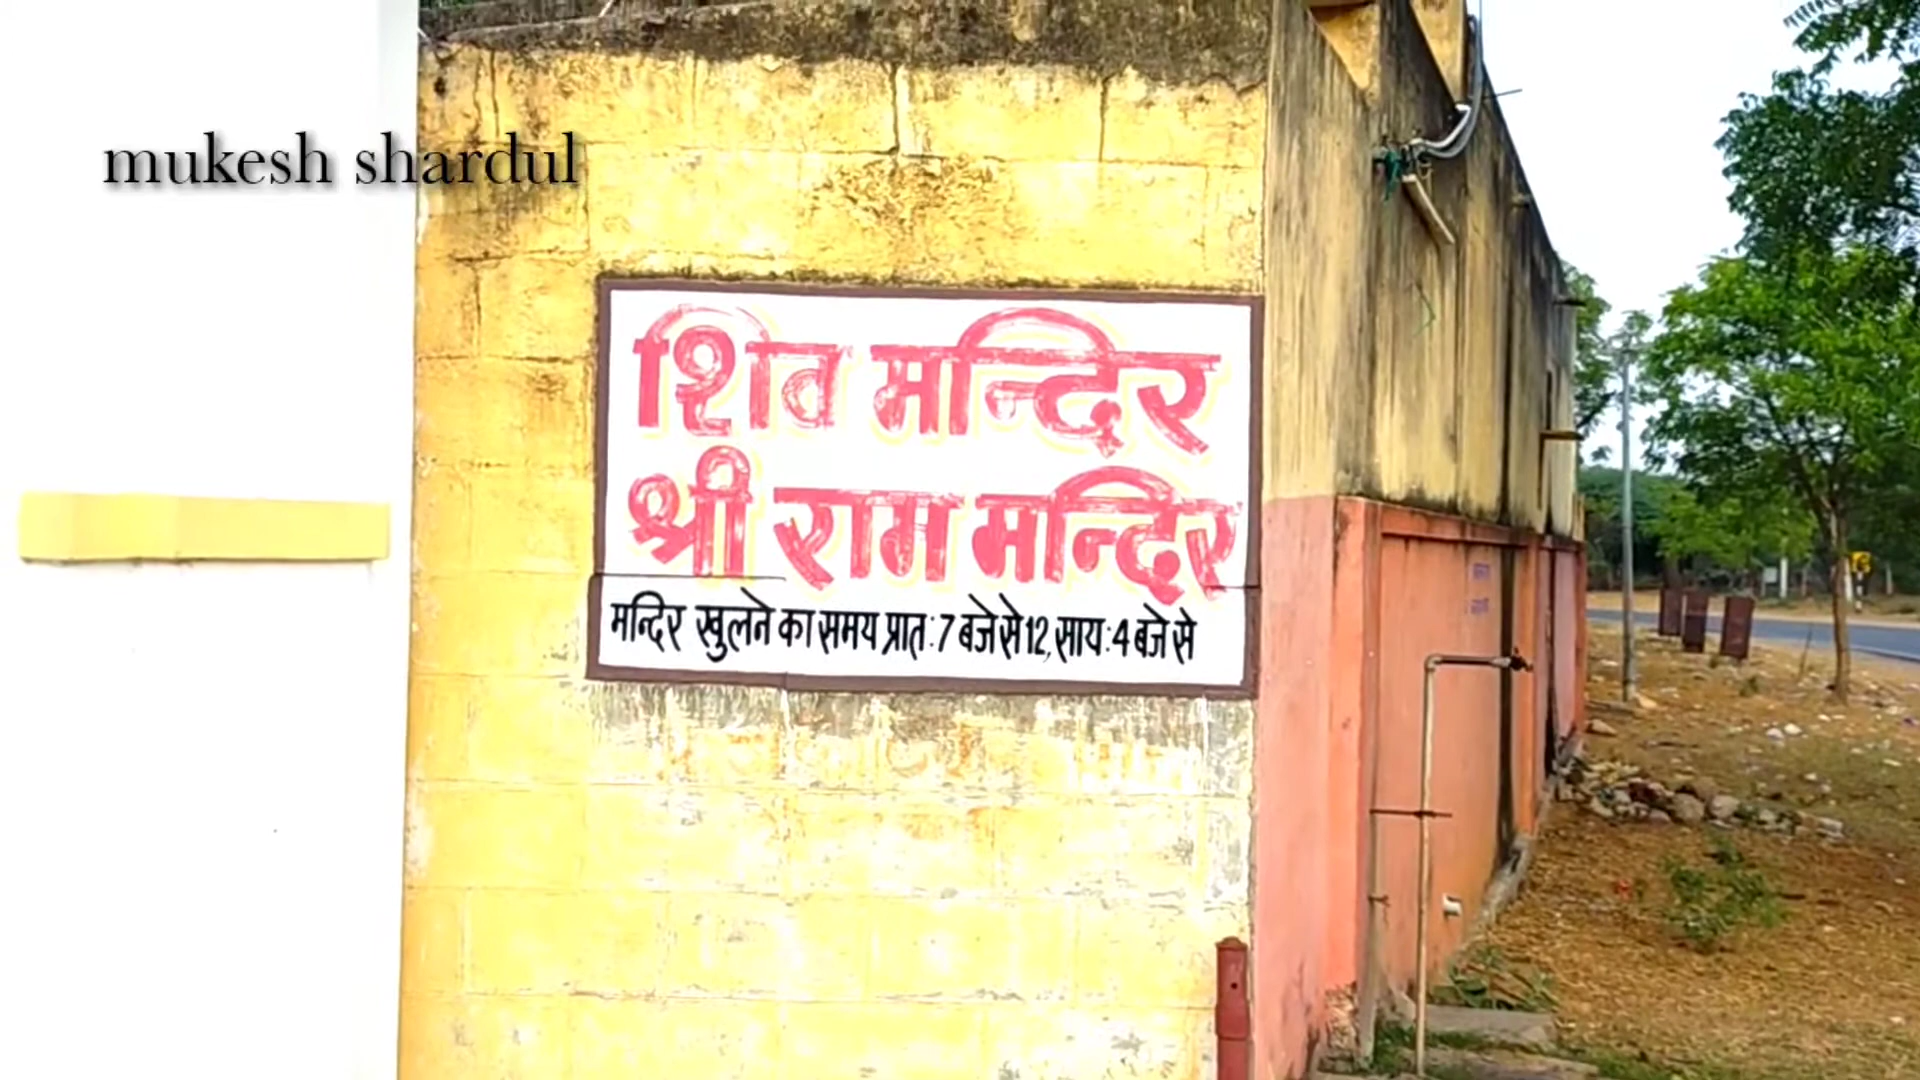 mukesh shardul
शिव मन्दिर
श्री राम मन्दिर
मन्दिर खुलने का समय प्रात: 7 बजे से 12, साय: 4 बजे से